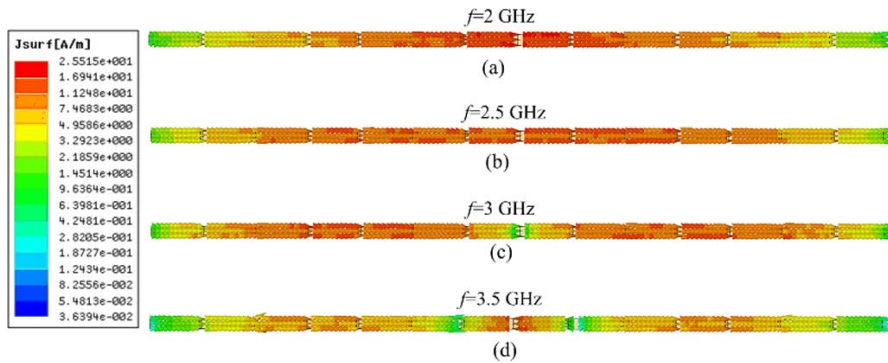 Jsurf[A/m]
2.5515e+001
1.6941e+001
1.1248e+001
7.4683e+000
4.9586e+000
3.2923e+000
2.1859e+000
1.4514e+000
9.6364e-001
6.3981e-001
4.2481e-001
2.8205e-001
1.8727e-001
1.2434e-001
8.2556e-002
5.4813e-002
3.6394e-002
f=2 GHz
(a)
f=2.5 GHz
(b)
f=3 GHz
(c)
f=3.5 GHz
(d)